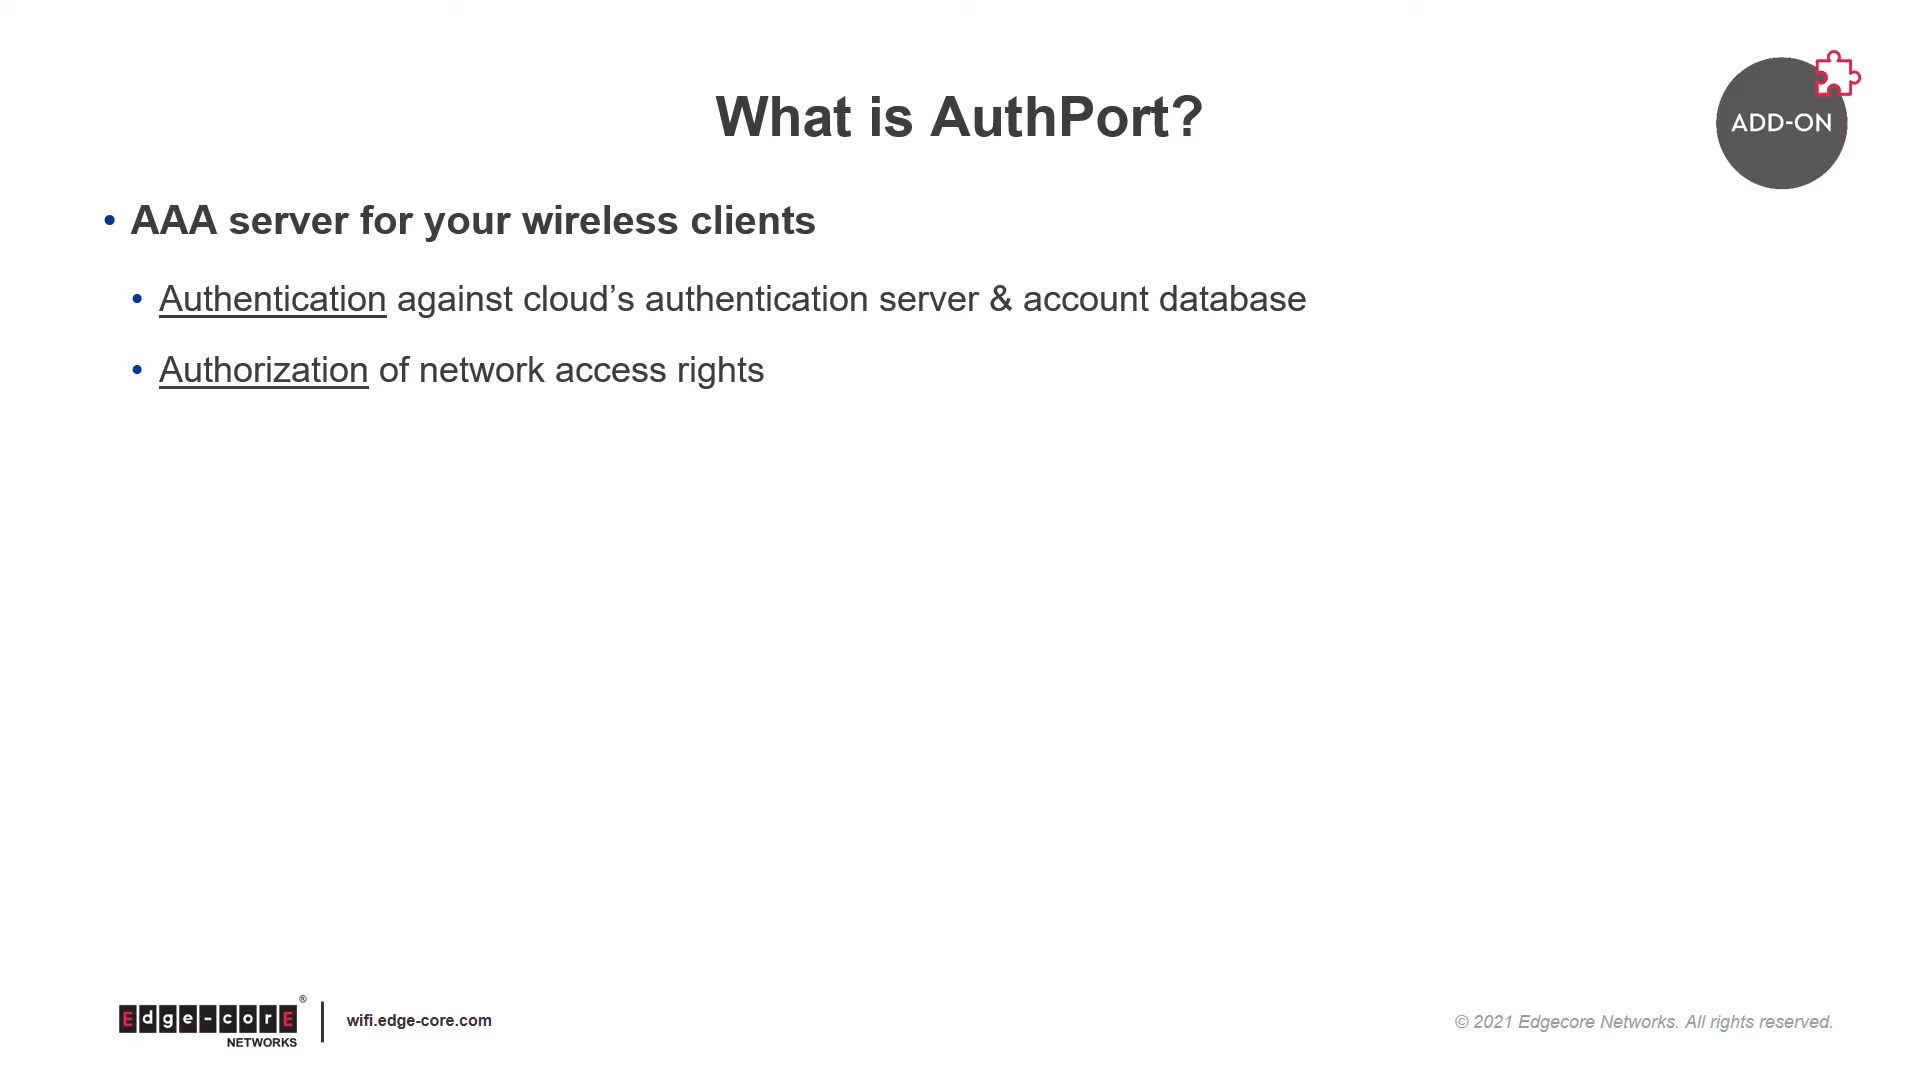 What is AuthPort?
ADD-ON
• AAA server for your wireless clients
• Authentication against cloud’s authentication server & account database
• Authorization of network access rights
Edge-corE®
NETWORKS
wifi.edge-core.com
© 2021 Edgecore Networks. All rights reserved.